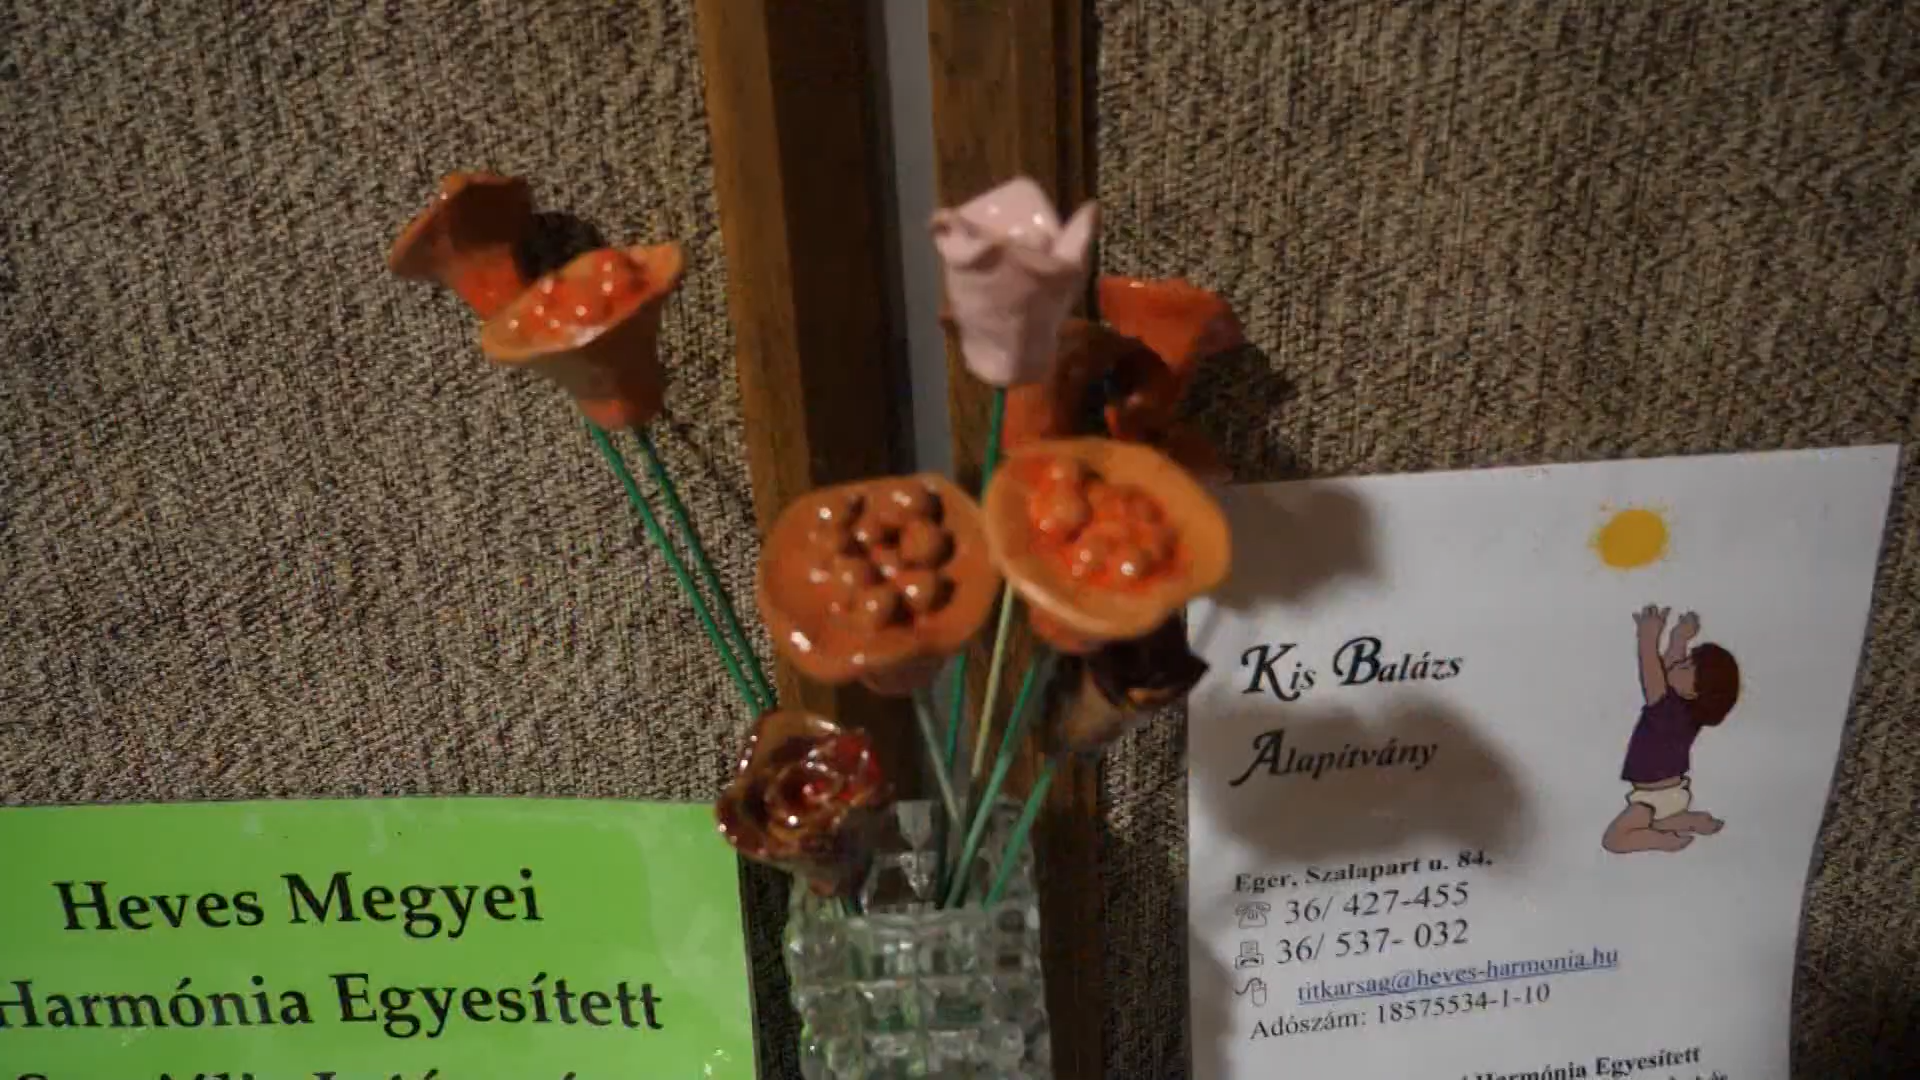 Heves Megyei
Harmónia Egyesített
Kis Balázs
Alapítvány
Eger, Szalapart u. 84.
36/ 427-455
36/ 537- 032
titkarsag@heves-harmonia.hu
Adószám: 18575534-1-10
Harmónia Egyesített